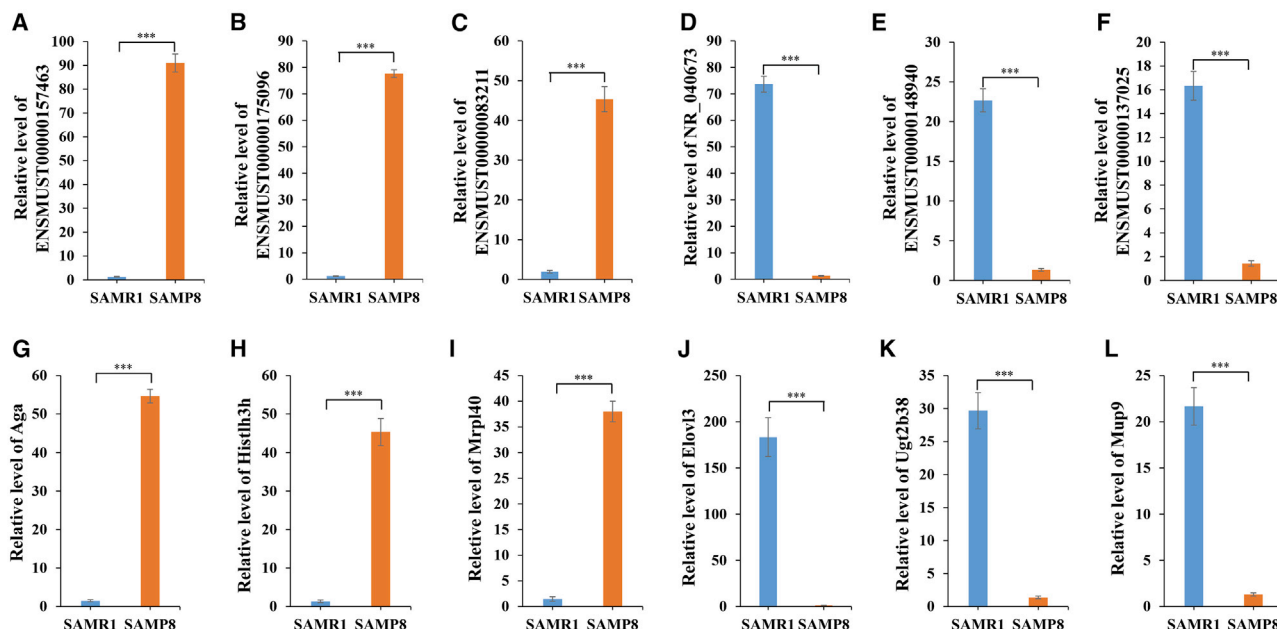 A
Relative level of
ENSMUST00000157463
100
90
80
70
60
50
40
30
20
10
0
***
SAMR1 SAMP8
B
Relative level of
ENSMUST00000175096
90
80
70
60
50
40
30
20
10
0
***
SAMR1 SAMP8
C
Relative level of
ENSMUST00000083211
60
50
40
30
20
10
0
***
SAMR1 SAMP8
D
Relative level of NR_040673
90
80
70
60
50
40
30
20
10
0
***
SAMR1 SAMP8
E
Relative level of
ENSMUST00000148940
30
25
20
15
10
5
0
***
SAMR1 SAMP8
F
Relative level of
ENSMUST00000137025
18
16
14
12
10
8
6
4
2
0
***
SAMR1 SAMP8
G
Relative level of Aga
60
50
40
30
20
10
0
***
SAMR1 SAMP8
H
Relative level of Histlh3h
60
50
40
30
20
10
0
***
SAMR1 SAMP8
I
Reletive level of Mrpl40
45
40
35
30
25
20
15
10
5
0
***
SAMR1 SAMP8
J
Relative level of Elovl3
250
200
150
100
50
0
***
SAMR1 SAMP8
K
Relative level of Ugt2b38
35
30
25
20
15
10
5
0
***
SAMR1 SAMP8
L
Relative level of Mup9
25
20
15
10
5
0
***
SAMR1 SAMP8